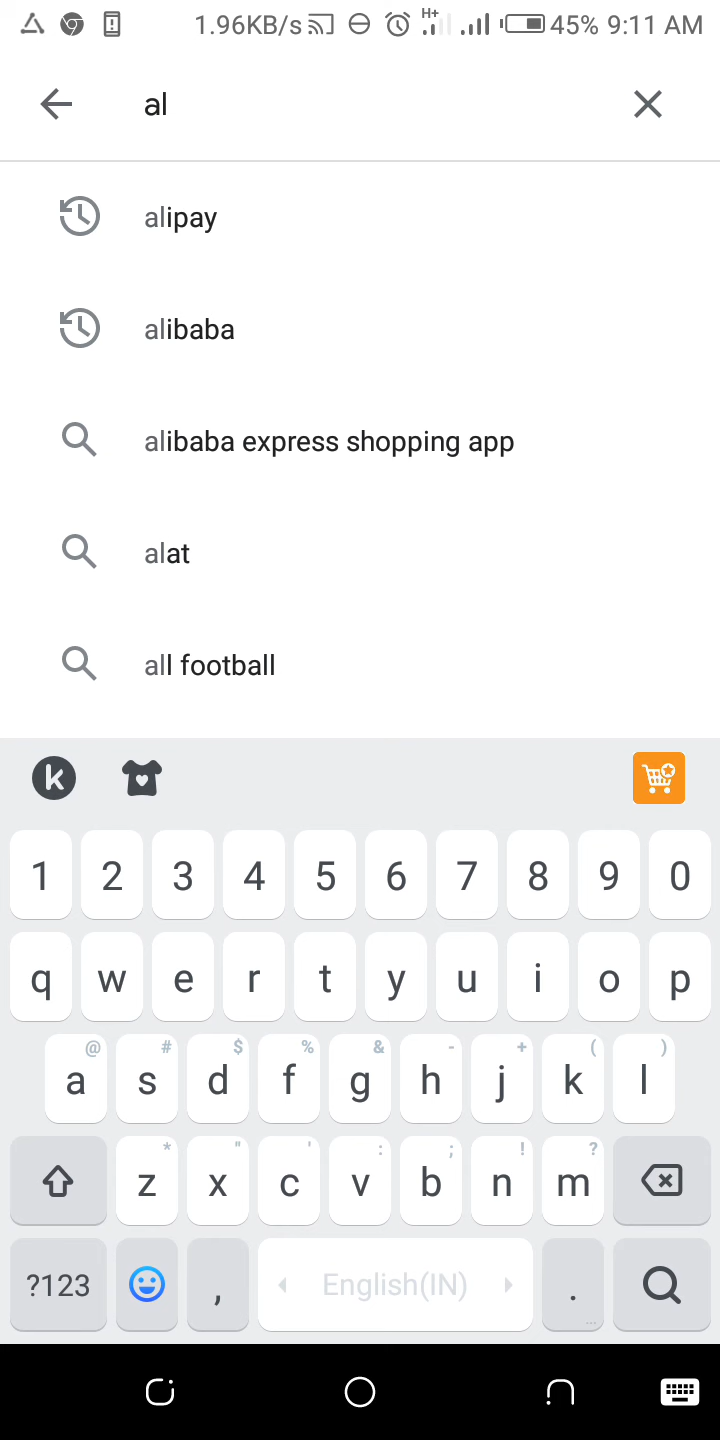 1.96KB/s H+ 45% 9:11 AM
al
alipay
alibaba
alibaba express shopping app
alat
all football
k
1 2 3 4 5 6 7 8 9 0
q w e r t y u i o p
@ # $ % & - + ( )
a s d f g h j k l
* " ' : ; ! ?
z x c v b n m
?123 , English(IN) . ...